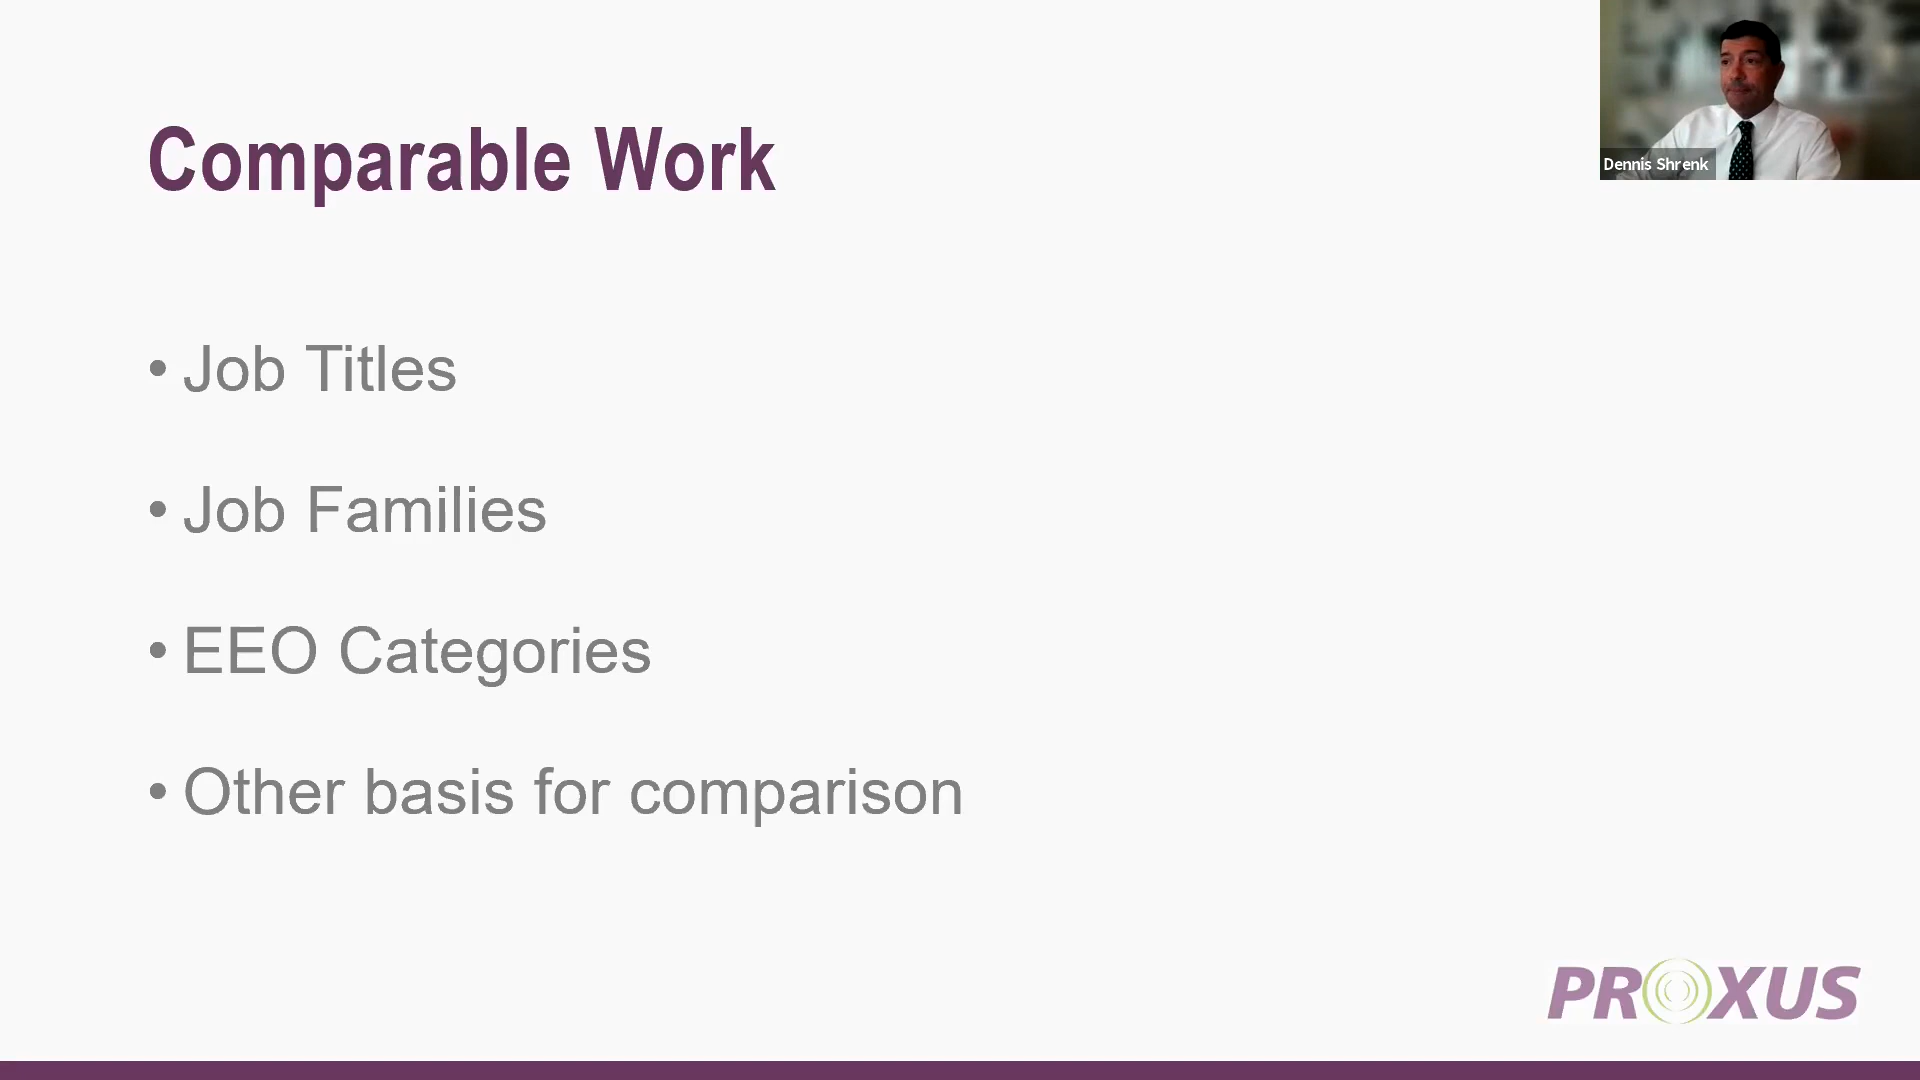 Comparable Work
• Job Titles
• Job Families
• EEO Categories
• Other basis for comparison
Dennis Shrenk
PROXUS